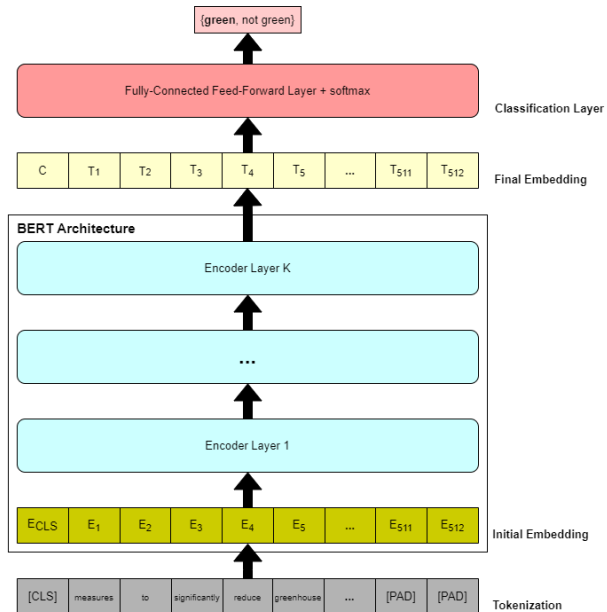 {green, not green}
Fully-Connected Feed-Forward Layer + softmax
Classification Layer
C T1 T2 T3 T4 T5 ... T511 T512
Final Embedding
BERT Architecture
Encoder Layer K
...
Encoder Layer 1
ECLS E1 E2 E3 E4 E5 ... E511 E512
Initial Embedding
[CLS] measures to significantly reduce greenhouse ... [PAD] [PAD]
Tokenization